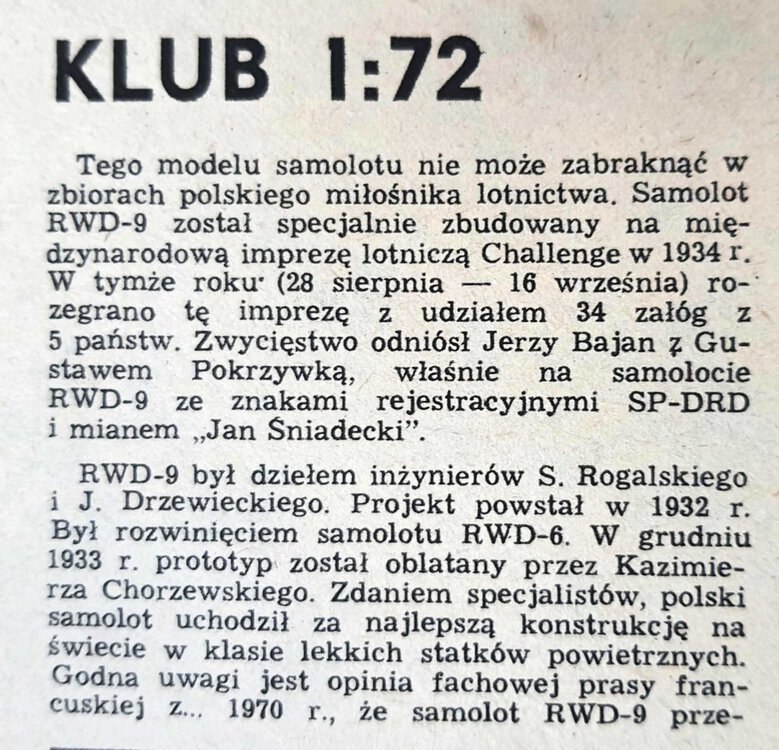 KLUB 1:72
Tego modelu samolotu nie może zabraknąć w
zbiorach polskiego miłośnika lotnictwa. Samolot
RWD-9 został specjalnie zbudowany na mię-
dzynarodową imprezę lotniczą Challenge w 1934 r.
W tymże roku (28 sierpnia — 16 września) ro-
zegrano tę imprezę z udziałem 34 załóg z
5 państw. Zwycięstwo odniósł Jerzy Bajan z Gu-
stawem Pokrzywką, właśnie na samolocie
RWD-9 ze znakami rejestracyjnymi SP-DRD
i mianem „Jan Śniadecki”.
RWD-9 był dziełem inżynierów S. Rogalskiego
i J. Drzewieckiego. Projekt powstał w 1932 r.
Był rozwinięciem samolotu RWD-6. W grudniu
1933 r. prototyp został oblatany przez Kazimie-
rza Chorzewskiego. Zdaniem specjalistów, polski
samolot uchodził za najlepszą konstrukcję na
świecie w klasie lekkich statków powietrznych.
Godna uwagi jest opinia fachowej prasy fran-
cuskiej z... 1970 r., że samolot RWD-9 prze-